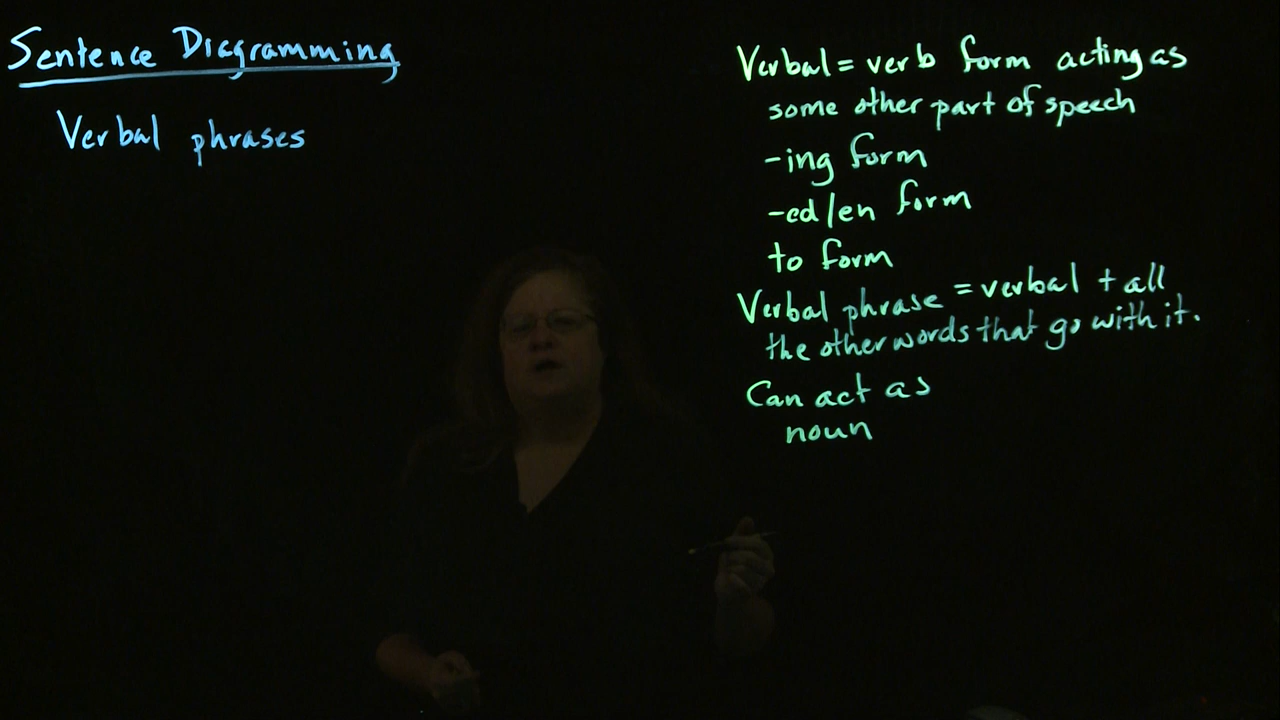 Sentence Diagramming
Verbal phrases
Verbal = verb form acting as
some other part of speech
-ing form
-ed/en form
to form
Verbal phrase = verbal + all
the other words that go with it.
Can act as
noun